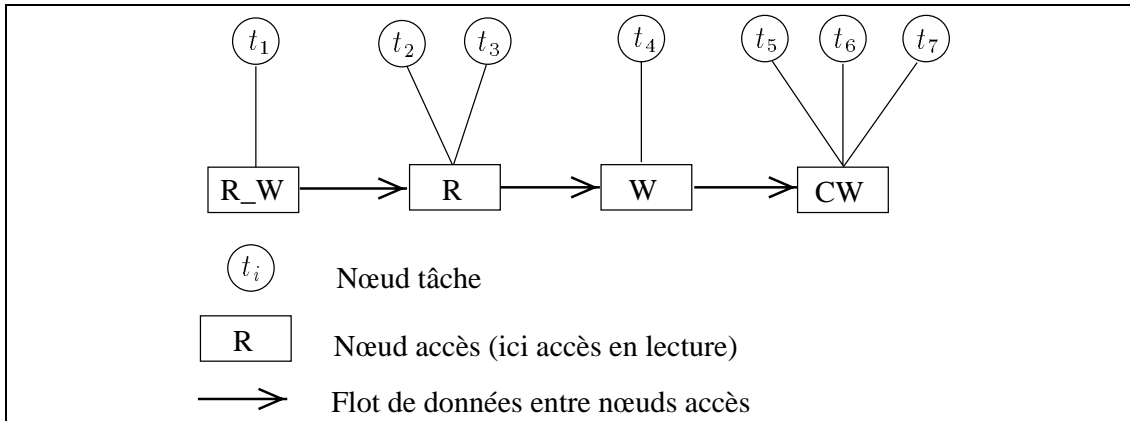 t₁ t₂ t₃ t₄ t₅ t₆ t₇
R_W R W CW
tᵢ Nœud tâche
R Nœud accès (ici accès en lecture)
Flot de données entre nœuds accès